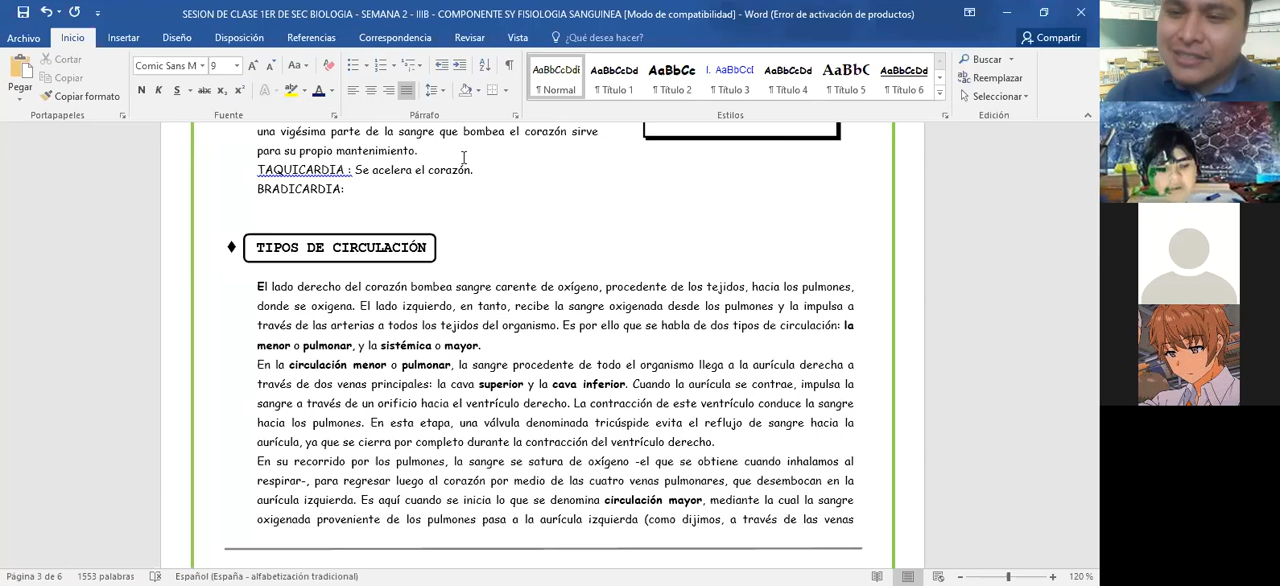 SESION DE CLASE 1ER DE SEC BIOLOGIA - SEMANA 2 - IIIB - COMPONENTE SY FISIOLOGIA SANGUINEA [Modo de compatibilidad] - Word (Error de activación de productos)
Archivo Inicio Insertar Diseño Disposición Referencias Correspondencia Revisar Vista ¿Qué desea hacer? Compartir
Pegar Cortar Copiar Copiar formato
Comic Sans M 9
N K S abc x₂ x²
AaBbCcDdI AaBbCcDd AaBbCc I. AaBbCcI AaBbCcDd AaBbC AaBbCcDd
¶ Normal ¶ Título 1 ¶ Título 2 ¶ Título 3 ¶ Título 4 ¶ Título 5 ¶ Título 6
Buscar
Reemplazar
Seleccionar
Portapapeles Fuente Párrafo Estilos Edición
una vigésima parte de la sangre que bombea el corazón sirve
para su propio mantenimiento.
TAQUICARDIA : Se acelera el corazón.
BRADICARDIA:
♦ TIPOS DE CIRCULACIÓN
El lado derecho del corazón bombea sangre carente de oxígeno, procedente de los tejidos, hacia los pulmones,
donde se oxigena. El lado izquierdo, en tanto, recibe la sangre oxigenada desde los pulmones y la impulsa a
través de las arterias a todos los tejidos del organismo. Es por ello que se habla de dos tipos de circulación: la
menor o pulmonar, y la sistémica o mayor.
En la circulación menor o pulmonar, la sangre procedente de todo el organismo llega a la aurícula derecha a
través de dos venas principales: la cava superior y la cava inferior. Cuando la aurícula se contrae, impulsa la
sangre a través de un orificio hacia el ventrículo derecho. La contracción de este ventrículo conduce la sangre
hacia los pulmones. En esta etapa, una válvula denominada tricúspide evita el reflujo de sangre hacia la
aurícula, ya que se cierra por completo durante la contracción del ventrículo derecho.
En su recorrido por los pulmones, la sangre se satura de oxígeno -el que se obtiene cuando inhalamos al
respirar-, para regresar luego al corazón por medio de las cuatro venas pulmonares, que desembocan en la
aurícula izquierda. Es aquí cuando se inicia lo que se denomina circulación mayor, mediante la cual la sangre
oxigenada proveniente de los pulmones pasa a la aurícula izquierda (como dijimos, a través de las venas
Página 3 de 6 1553 palabras Español (España - alfabetización tradicional) 120 %